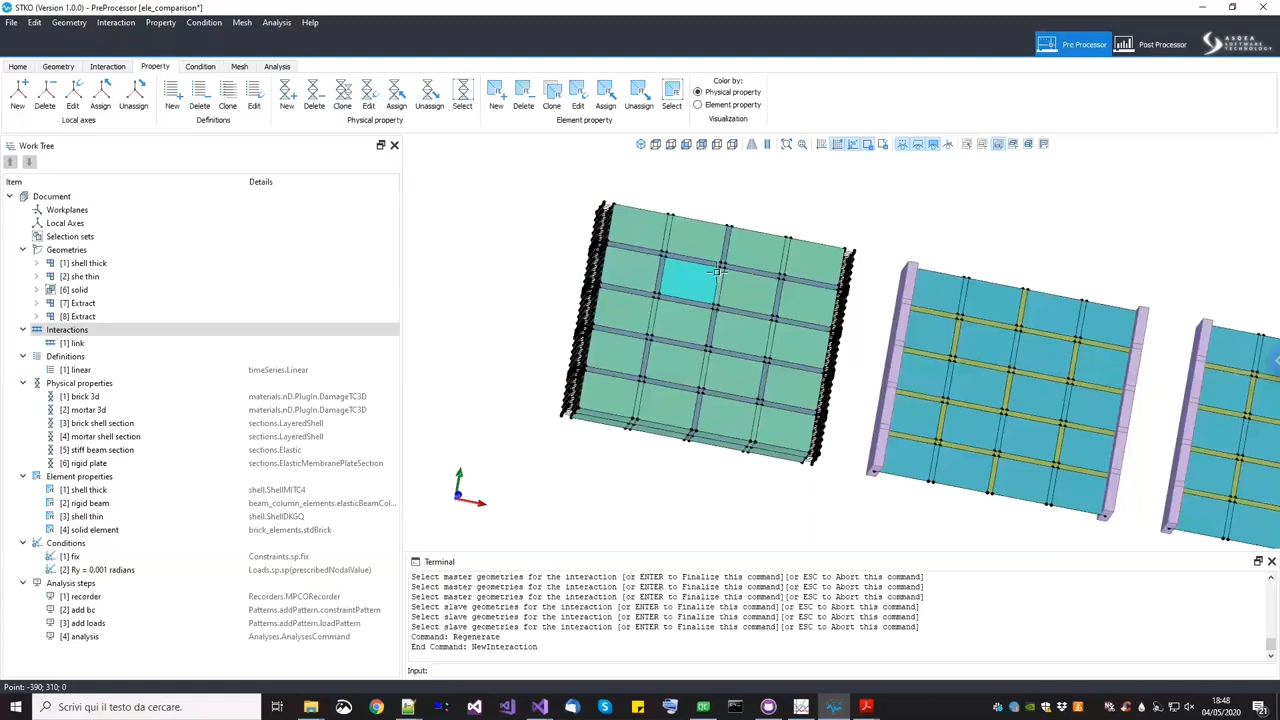 STKO (Version 1.0.0) - PreProcessor [ele_comparison*]
File Edit Geometry Interaction Property Condition Mesh Analysis Help
Pre Processor Post Processor ASDEA SOFTWARE TECHNOLOGY
Home Geometry Interaction Property Condition Mesh Analysis
Color by:
Physical property
Element property
New Delete Edit Assign Unassign New Delete Clone Edit New Delete Clone Edit Assign Unassign Select New Delete Clone Edit Assign Unassign Select
Local axes Definitions Physical property Element property Visualization
Work Tree
Item Details
Document
Workplanes
Local Axes
Selection sets
Geometries
[1] shell thick
[2] she thin
[6] solid
[7] Extract
[8] Extract
Interactions
[1] link
Definitions
[1] linear timeSeries.Linear
Physical properties
[1] brick 3d materials.nD.PlugIn.DamageTC3D
[2] mortar 3d materials.nD.PlugIn.DamageTC3D
[3] brick shell section sections.LayeredShell
[4] mortar shell section sections.LayeredShell
[5] stiff beam section sections.Elastic
[6] rigid plate sections.ElasticMembranePlateSection
Element properties
[1] shell thick shell.ShellMITC4
[2] rigid beam beam_column_elements.elasticBeamCol...
[3] shell thin shell.ShellDKGQ
[4] solid element brick_elements.stdBrick
Conditions
[1] fix Constraints.sp.fix
[2] Ry = 0.001 radians Loads.sp.sp(prescribedNodalValue)
Analysis steps
[1] recorder Recorders.MPCORecorder
[2] add bc Patterns.addPattern.constraintPattern
[3] add loads Patterns.addPattern.loadPattern
[4] analysis Analyses.AnalysesCommand
Terminal
Select master geometries for the interaction [or ENTER to Finalize this command][or ESC to Abort this command]
Select master geometries for the interaction [or ENTER to Finalize this command][or ESC to Abort this command]
Select master geometries for the interaction [or ENTER to Finalize this command][or ESC to Abort this command]
Select slave geometries for the interaction [or ENTER to Finalize this command][or ESC to Abort this command]
Select slave geometries for the interaction [or ENTER to Finalize this command][or ESC to Abort this command]
Select slave geometries for the interaction [or ENTER to Finalize this command][or ESC to Abort this command]
Command: Regenerate
End Command: NewInteraction
Input:
Point: -390; 310; 0
Scrivi qui il testo da cercare.
18:48
04/05/2020